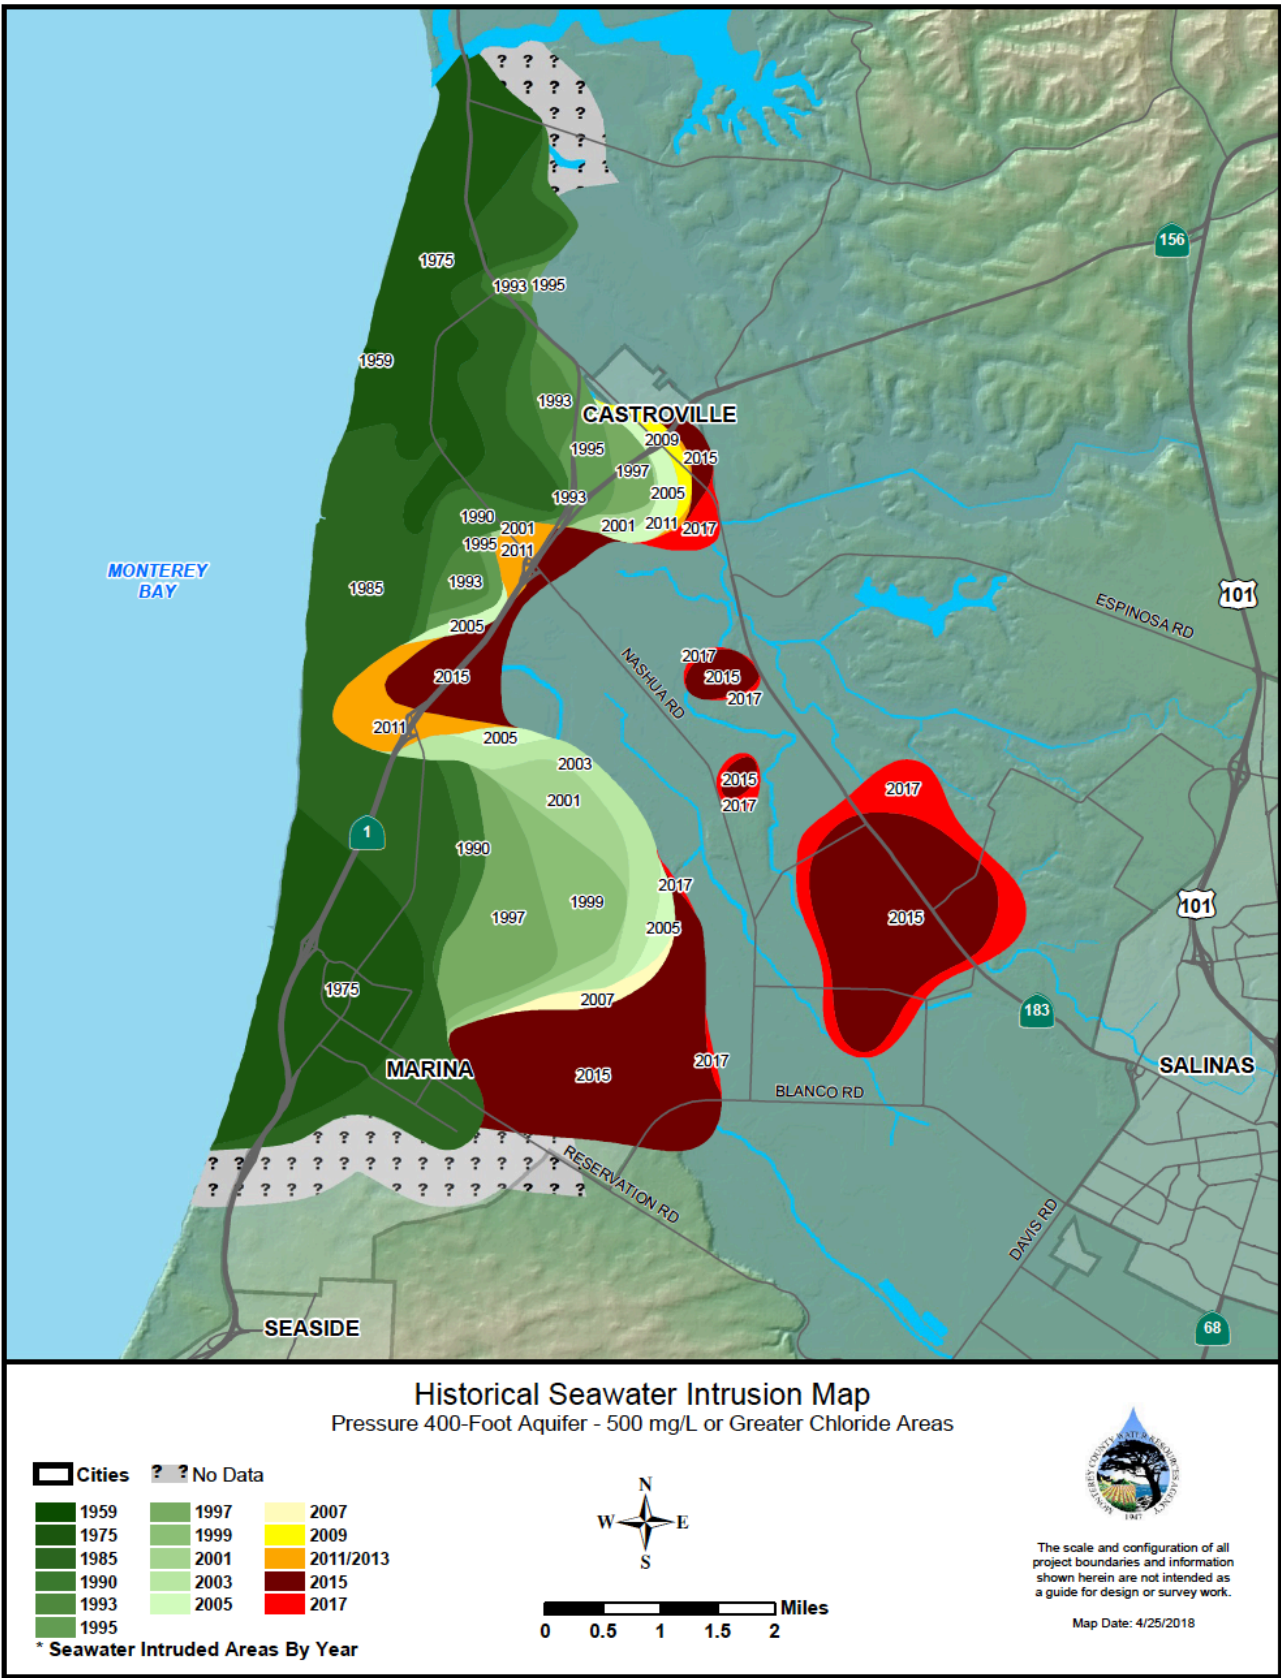 156
1975
1993 1995
1959
1993
CASTROVILLE
2009
1995
2015
1997
2005
1993
1990
2001
2001
2011
2017
1995
2011
MONTEREY
BAY
1985
1993
101
ESPINOSA RD
2005
NASHUA RD
2017
2015
2015
2017
2011
2005
2003
2015
2017
2017
2001
1
1990
2017
1999
101
1997
2005
2015
1975
2007
183
MARINA
2015
2017
SALINAS
BLANCO RD
? ? ?
? ? ?
?
? ?
? ?
?
? ? ? ? ? ? ? ?
? ? ? ? ? ? ? ? ? ? ? ? ? ?
? ? ? ? ? ? ? ? ? ? ? ?
RESERVATION RD
DAVIS RD
SEASIDE
68
Historical Seawater Intrusion Map
Pressure 400-Foot Aquifer - 500 mg/L or Greater Chloride Areas
Cities
? ? No Data
1959
1975
1985
1990
1993
1995
1997
1999
2001
2003
2005
2007
2009
2011/2013
2015
2017
* Seawater Intruded Areas By Year
N
W E
S
Miles
0 0.5 1 1.5 2
MONTEREY COUNTY WATER RESOURCES AGENCY
1947
The scale and configuration of all
project boundaries and information
shown herein are not intended as
a guide for design or survey work.
Map Date: 4/25/2018